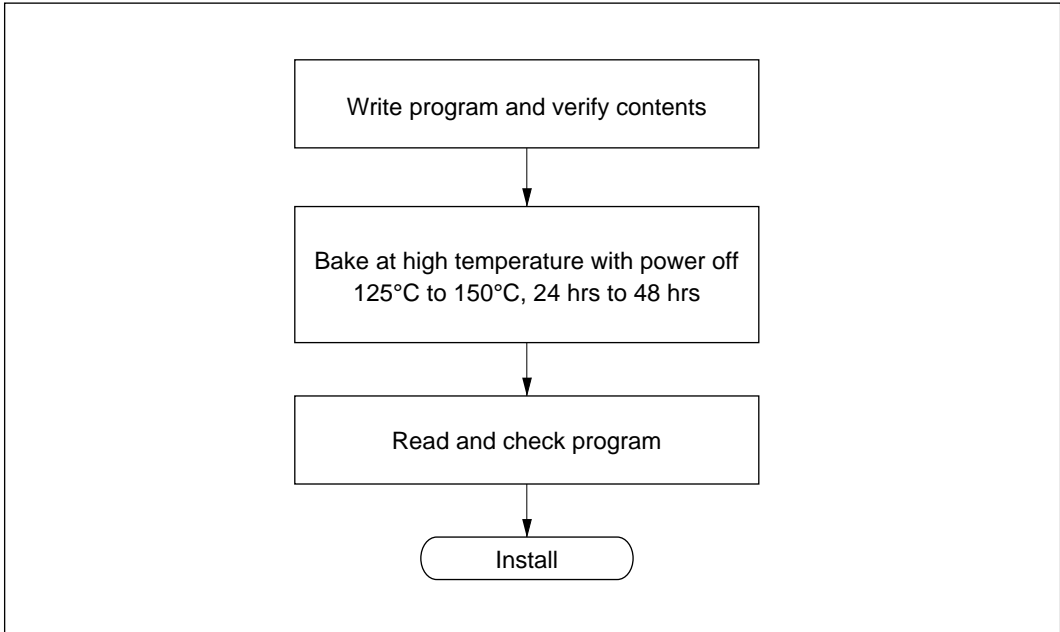 Write program and verify contents
Bake at high temperature with power off
125°C to 150°C, 24 hrs to 48 hrs
Read and check program
Install